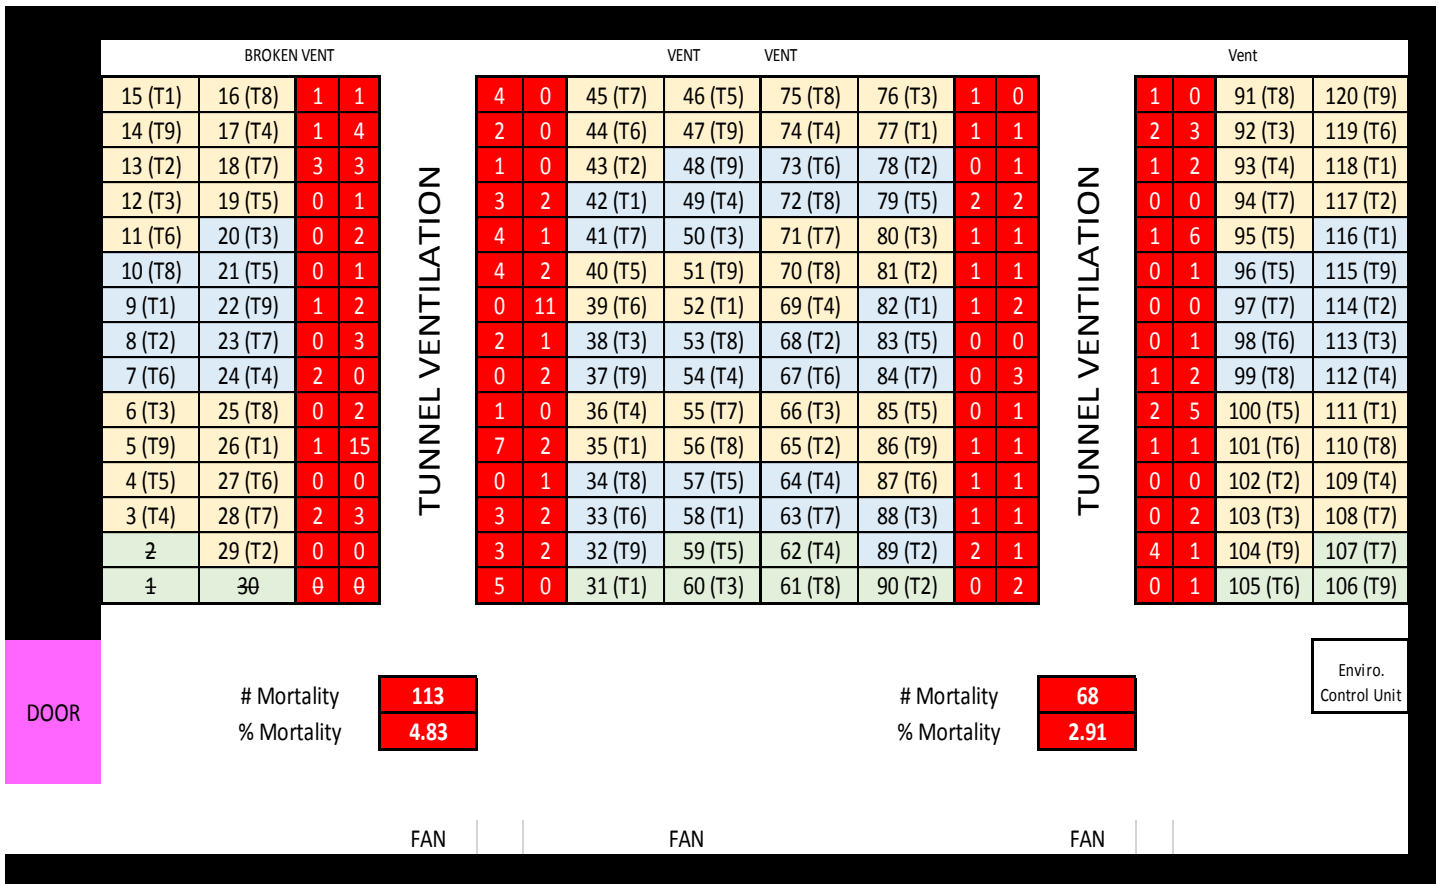 BROKEN VENT VENT VENT Vent
15 (T1) 16 (T8) 1 1 4 0 45 (T7) 46 (T5) 75 (T8) 76 (T3) 1 0 1 0 91 (T8) 120 (T9)
14 (T9) 17 (T4) 1 4 2 0 44 (T6) 47 (T9) 74 (T4) 77 (T1) 1 1 2 3 92 (T3) 119 (T6)
13 (T2) 18 (T7) 3 3 1 0 43 (T2) 48 (T9) 73 (T6) 78 (T2) 0 1 1 2 93 (T4) 118 (T1)
12 (T3) 19 (T5) 0 1 3 2 42 (T1) 49 (T4) 72 (T8) 79 (T5) 2 2 0 0 94 (T7) 117 (T2)
11 (T6) 20 (T3) 0 2 4 1 41 (T7) 50 (T3) 71 (T7) 80 (T3) 1 1 1 6 95 (T5) 116 (T1)
10 (T8) 21 (T5) 0 1 4 2 40 (T5) 51 (T9) 70 (T8) 81 (T2) 1 1 0 1 96 (T5) 115 (T9)
9 (T1) 22 (T9) 1 2 0 11 39 (T6) 52 (T1) 69 (T4) 82 (T1) 1 2 0 0 97 (T7) 114 (T2)
8 (T2) 23 (T7) 0 3 2 1 38 (T3) 53 (T8) 68 (T2) 83 (T5) 0 0 0 1 98 (T6) 113 (T3)
7 (T6) 24 (T4) 2 0 0 2 37 (T9) 54 (T4) 67 (T6) 84 (T7) 0 3 1 2 99 (T8) 112 (T4)
6 (T3) 25 (T8) 0 2 1 0 36 (T4) 55 (T7) 66 (T3) 85 (T5) 0 1 2 5 100 (T5) 111 (T1)
5 (T9) 26 (T1) 1 15 7 2 35 (T1) 56 (T8) 65 (T2) 86 (T9) 1 1 1 1 101 (T6) 110 (T8)
4 (T5) 27 (T6) 0 0 0 1 34 (T8) 57 (T5) 64 (T4) 87 (T6) 1 1 0 0 102 (T2) 109 (T4)
3 (T4) 28 (T7) 2 3 3 2 33 (T6) 58 (T1) 63 (T7) 88 (T3) 1 1 0 2 103 (T3) 108 (T7)
2 29 (T2) 0 0 3 2 32 (T9) 59 (T5) 62 (T4) 89 (T2) 2 1 4 1 104 (T9) 107 (T7)
1 30 0 0 5 0 31 (T1) 60 (T3) 61 (T8) 90 (T2) 0 2 0 1 105 (T6) 106 (T9)
TUNNEL VENTILATION
TUNNEL VENTILATION
DOOR
# Mortality 113
% Mortality 4.83
# Mortality 68
% Mortality 2.91
Enviro.
Control Unit
FAN FAN FAN